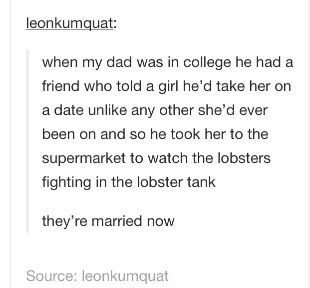 leonkumquat:
when my dad was in college he had a
friend who told a girl he’d take her on
a date unlike any other she’d ever
been on and so he took her to the
supermarket to watch the lobsters
fighting in the lobster tank
they’re married now
Source: leonkumquat